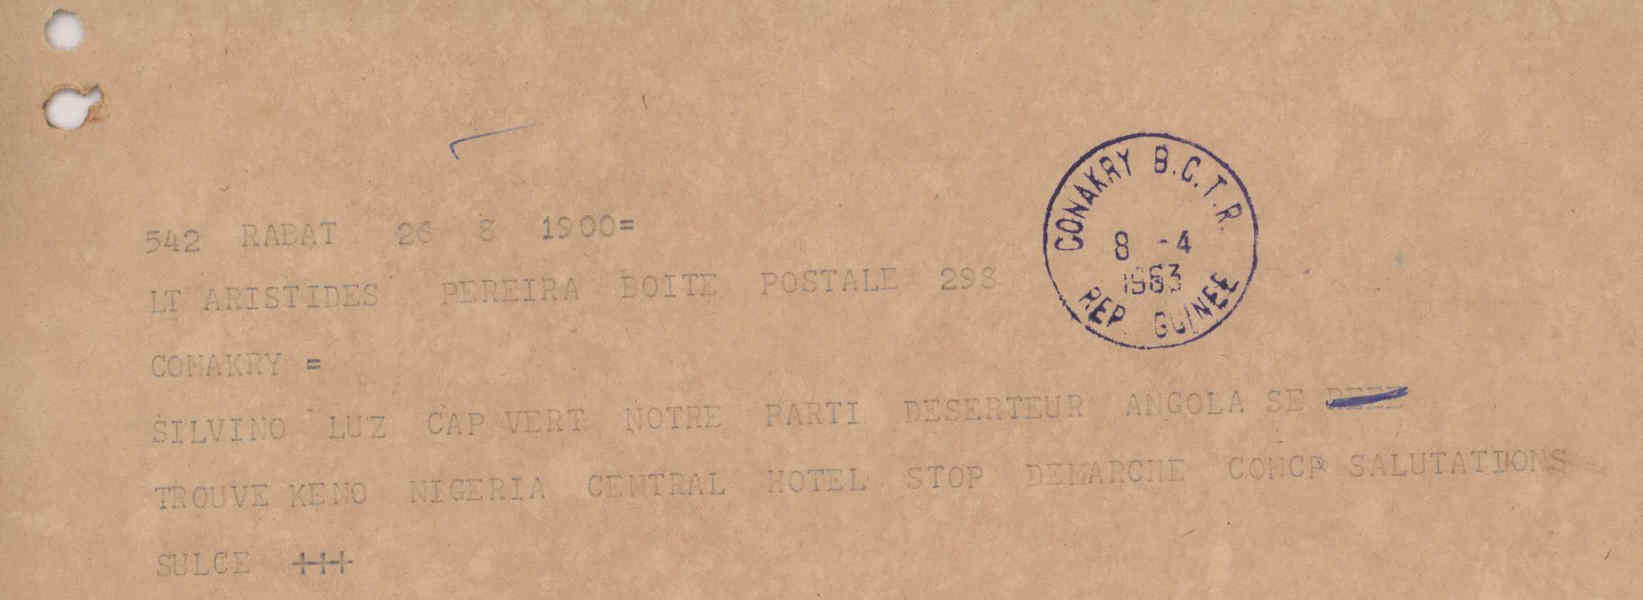 542 RABAT 26 8 1900=
LT ARISTIDES PEREIRA BOITE POSTALE 298
CONAKRY =
SILVINO LUZ CAP VERT NOTRE PARTI DESERTEUR ANGOLA SE
TROUVE KENO NIGERIA CENTRAL HOTEL STOP DEMARCHE SALUTATIONS
SULCE +++
CONAKRY B.C.T.R.
8 -4
1963
REP. GUINEE